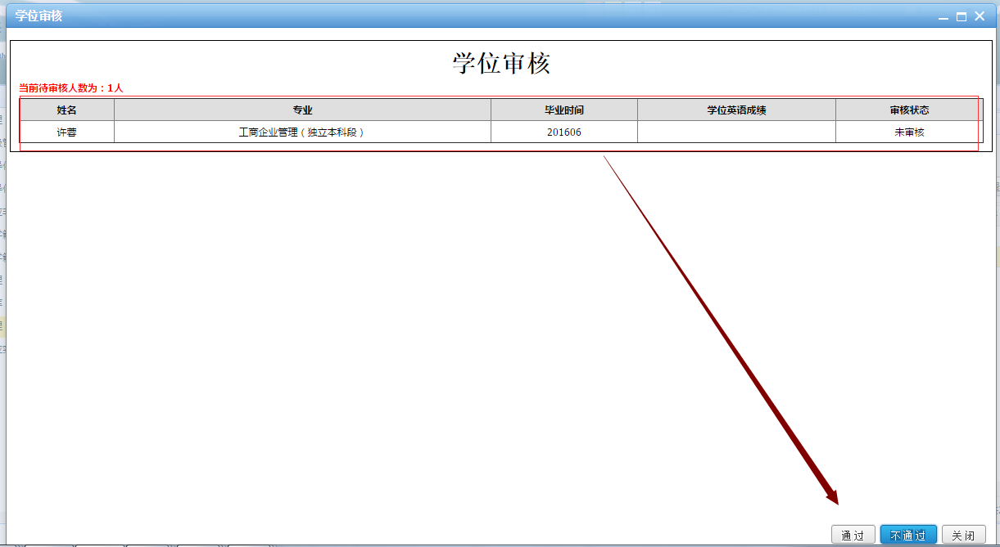 学位审核
学位审核
当前待审核人数为：1人
姓名 专业 毕业时间 学位英语成绩 审核状态
许蓉 工商企业管理（独立本科段） 201606 未审核
通过 不通过 关闭